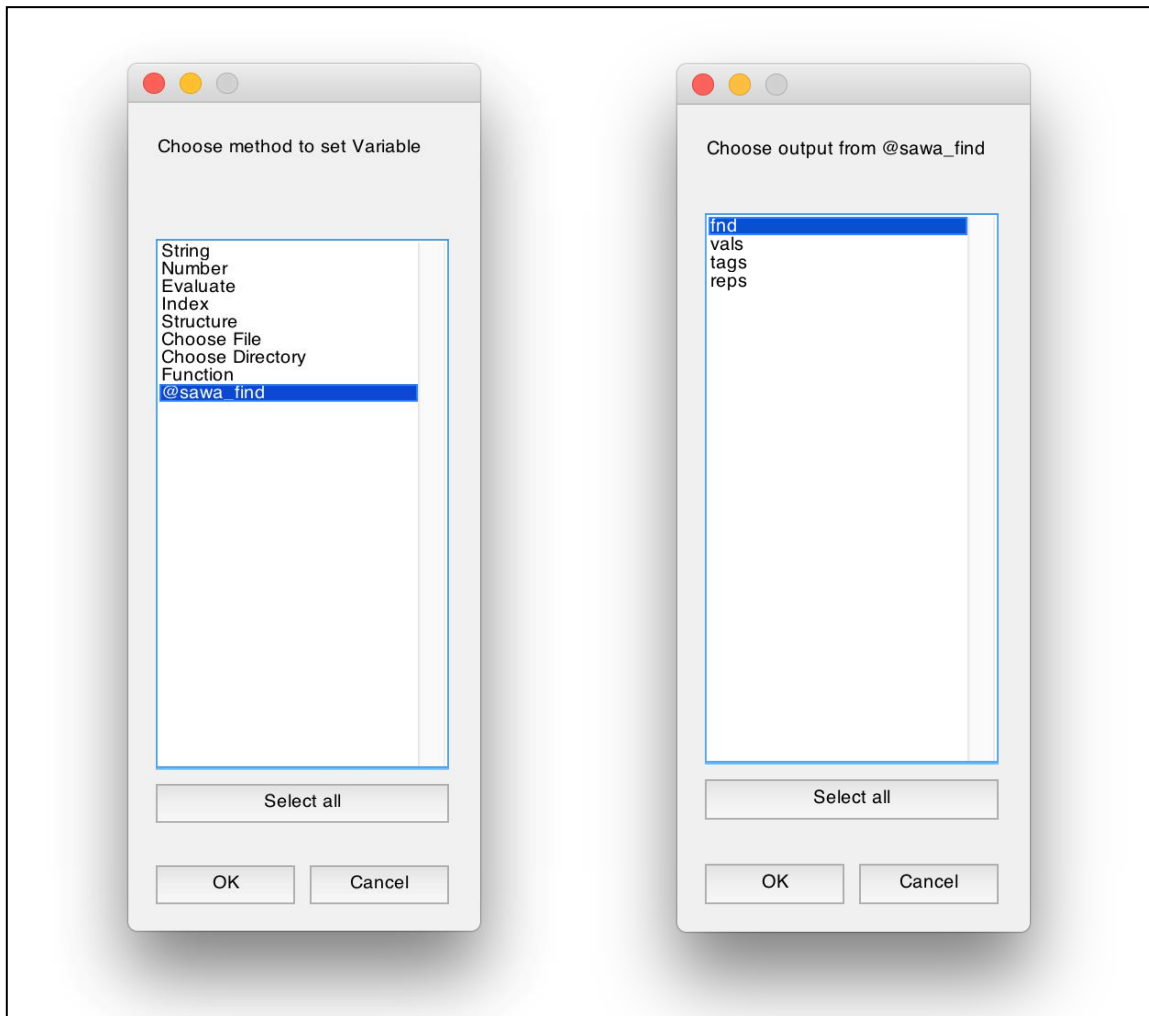 Choose method to set Variable
String
Number
Evaluate
Index
Structure
Choose File
Choose Directory
Function
@sawa_find
Select all
OK
Cancel
Choose output from @sawa_find
fnd
vals
tags
reps
Select all
OK
Cancel